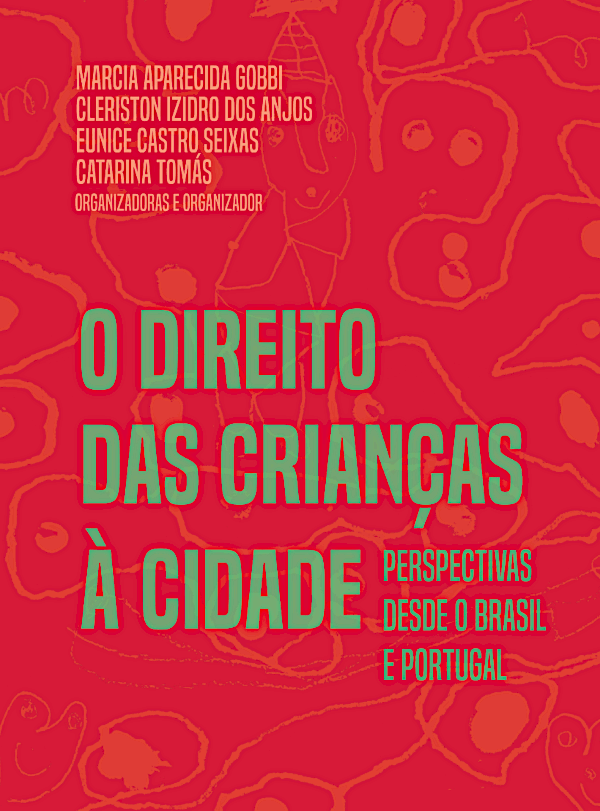 MARCIA APARECIDA GOBBI
CLERISTON IZIDRO DOS ANJOS
EUNICE CASTRO SEIXAS
CATARINA TOMÁS
ORGANIZADORAS E ORGANIZADOR
O DIREITO
DAS CRIANÇAS
À CIDADE
PERSPECTIVAS
DESDE O BRASIL
E PORTUGAL